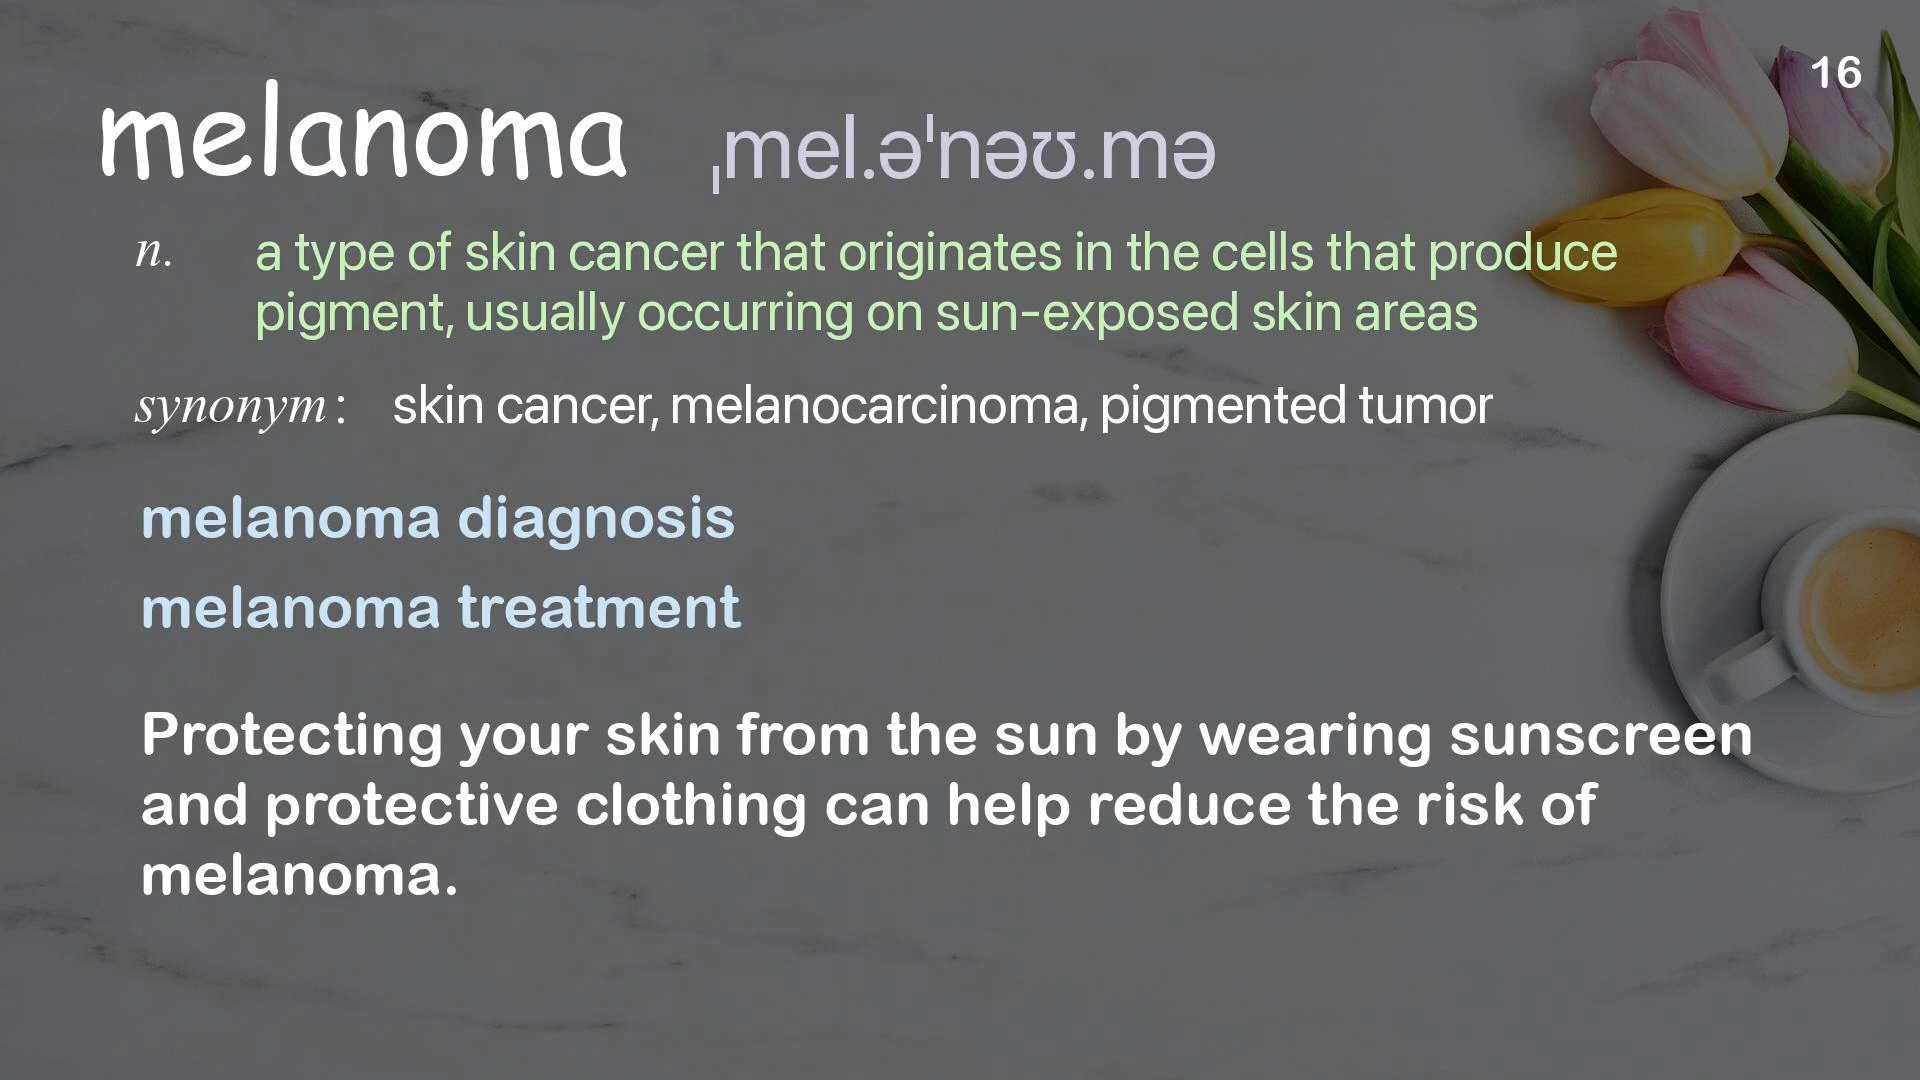 16
melanoma ˌmel.əˈnəʊ.mə
n. a type of skin cancer that originates in the cells that produce
pigment, usually occurring on sun-exposed skin areas
synonym: skin cancer, melanocarcinoma, pigmented tumor
melanoma diagnosis
melanoma treatment
Protecting your skin from the sun by wearing sunscreen
and protective clothing can help reduce the risk of
melanoma.